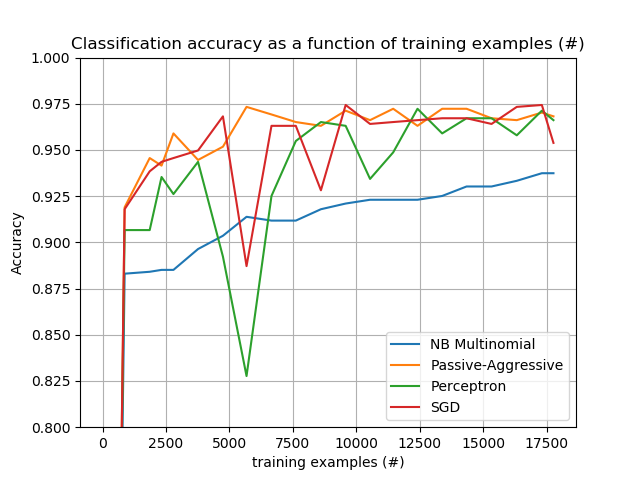 Classification accuracy as a function of training examples (#)
1.000
0.975
0.950
0.925
0.900
0.875
0.850
0.825
0.800
Accuracy
NB Multinomial
Passive-Aggressive
Perceptron
SGD
0 2500 5000 7500 10000 12500 15000 17500
training examples (#)